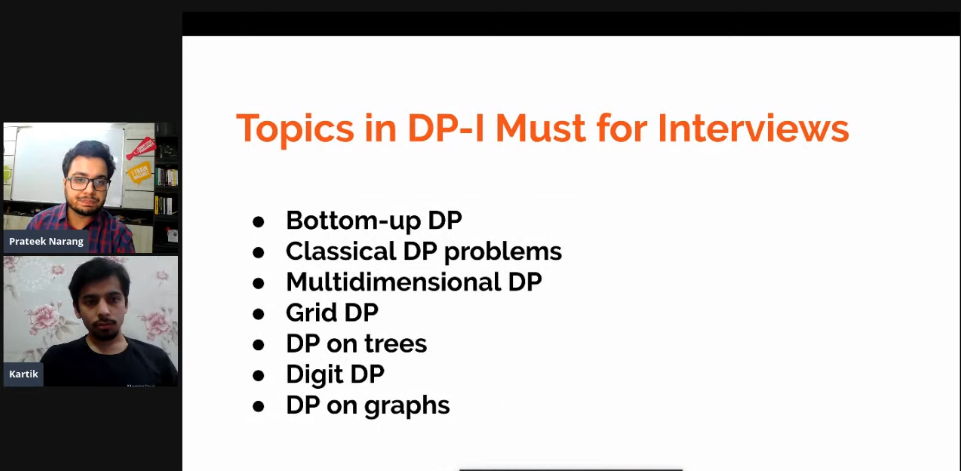 Topics in DP-I Must for Interviews
● Bottom-up DP
● Classical DP problems
● Multidimensional DP
● Grid DP
● DP on trees
● Digit DP
● DP on graphs
Prateek Narang
Kartik